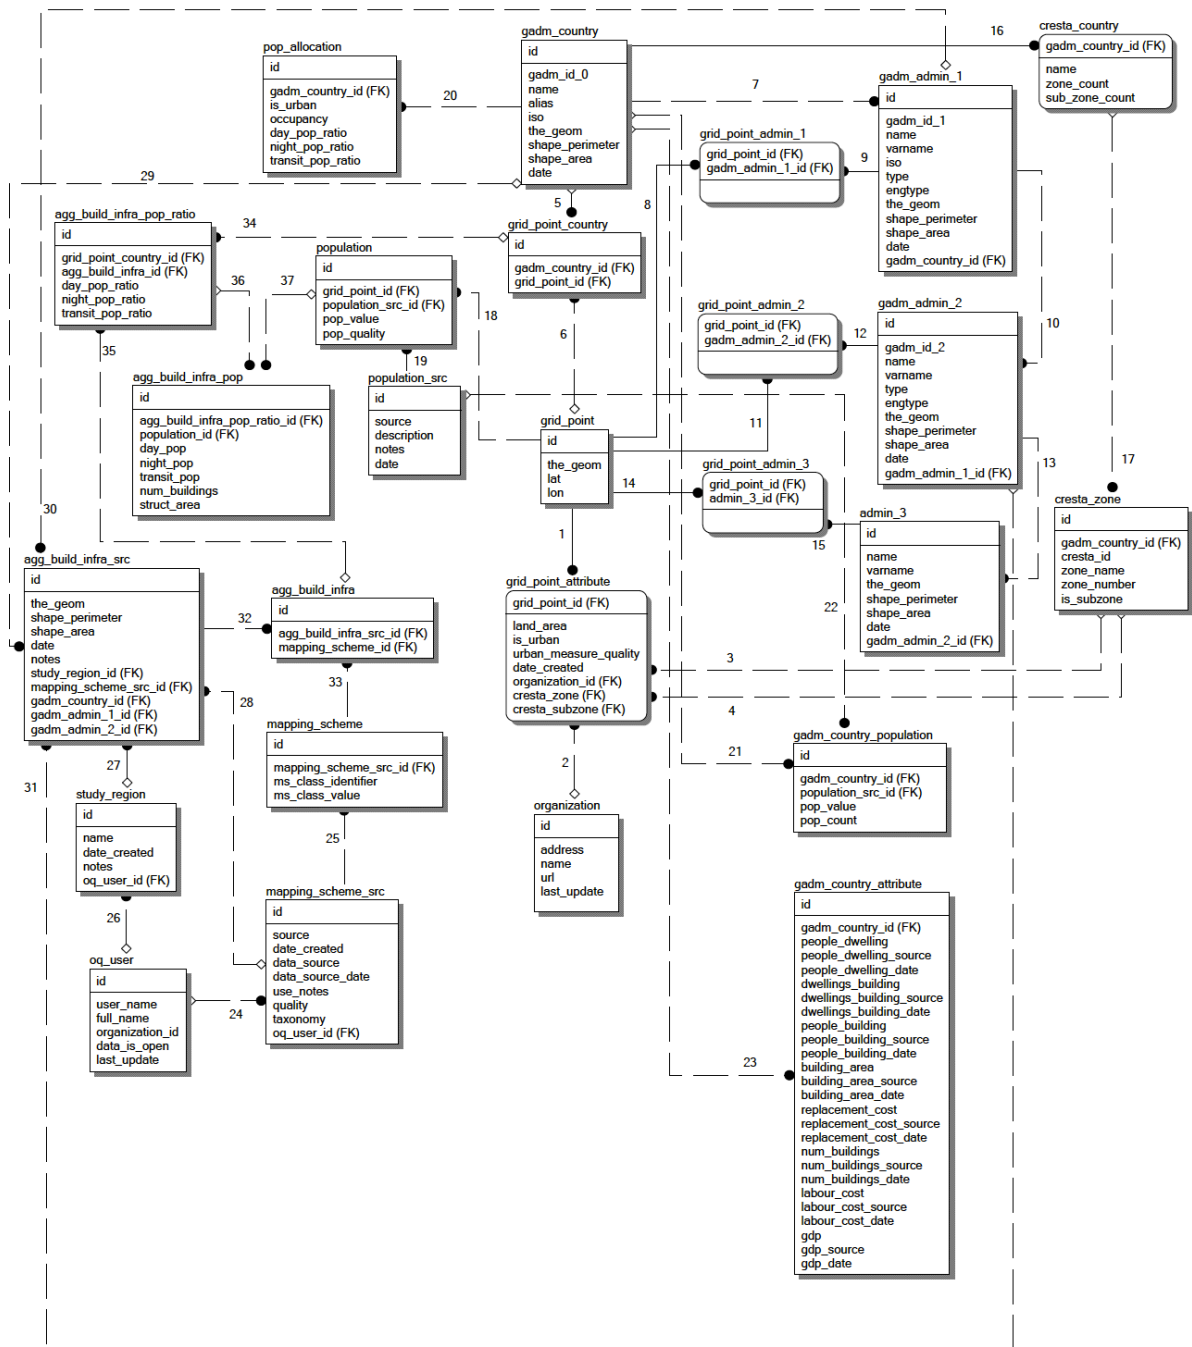 16
cresta_country
gadm_country_id (FK)
name
zone_count
sub_zone_count
gadm_country
id
gadm_id_0
name
alias
iso
the_geom
shape_perimeter
shape_area
date
pop_allocation
id
gadm_country_id (FK)
is_urban
occupancy
day_pop_ratio
night_pop_ratio
transit_pop_ratio
20
7
gadm_admin_1
id
gadm_id_1
name
varname
iso
type
engtype
the_geom
shape_perimeter
shape_area
date
gadm_country_id (FK)
grid_point_admin_1
grid_point_id (FK)
gadm_admin_1_id (FK)
9
8
29
5
34
agg_build_infra_pop_ratio
id
grid_point_country_id (FK)
agg_build_infra_id (FK)
day_pop_ratio
night_pop_ratio
transit_pop_ratio
36
37
population
id
grid_point_id (FK)
population_src_id (FK)
pop_value
pop_quality
grid_point_country
id
gadm_country_id (FK)
grid_point_id (FK)
18
6
grid_point_admin_2
grid_point_id (FK)
gadm_admin_2_id (FK)
12
gadm_admin_2
id
gadm_id_2
name
varname
type
engtype
the_geom
shape_perimeter
shape_area
date
gadm_admin_1_id (FK)
10
35
19
agg_build_infra_pop
id
agg_build_infra_pop_ratio_id (FK)
population_id (FK)
day_pop
night_pop
transit_pop
num_buildings
struct_area
population_src
id
source
description
notes
date
grid_point
id
the_geom
lat
lon
11
14
grid_point_admin_3
grid_point_id (FK)
admin_3_id (FK)
15
13
17
cresta_zone
id
gadm_country_id (FK)
cresta_id
zone_name
zone_number
is_subzone
admin_3
id
name
varname
the_geom
shape_perimeter
shape_area
date
gadm_admin_2_id (FK)
30
1
agg_build_infra_src
id
the_geom
shape_perimeter
shape_area
date
notes
study_region_id (FK)
mapping_scheme_src_id (FK)
gadm_country_id (FK)
gadm_admin_1_id (FK)
gadm_admin_2_id (FK)
32
agg_build_infra
id
agg_build_infra_src_id (FK)
mapping_scheme_id (FK)
grid_point_attribute
grid_point_id (FK)
land_area
is_urban
urban_measure_quality
date_created
organization_id (FK)
cresta_zone (FK)
cresta_subzone (FK)
22
3
4
28
33
mapping_scheme
id
mapping_scheme_src_id (FK)
ms_class_identifier
ms_class_value
2
21
gadm_country_population
id
gadm_country_id (FK)
population_src_id (FK)
pop_value
pop_count
31
27
study_region
id
name
date_created
notes
oq_user_id (FK)
25
organization
id
address
name
url
last_update
26
mapping_scheme_src
id
source
date_created
data_source
data_source_date
use_notes
quality
taxonomy
oq_user_id (FK)
oq_user
id
user_name
full_name
organization_id
data_is_open
last_update
24
23
gadm_country_attribute
id
gadm_country_id (FK)
people_dwelling
people_dwelling_source
people_dwelling_date
dwellings_building
dwellings_building_source
dwellings_building_date
people_building
people_building_source
people_building_date
building_area
building_area_source
building_area_date
replacement_cost
replacement_cost_source
replacement_cost_date
num_buildings
num_buildings_source
num_buildings_date
labour_cost
labour_cost_source
labour_cost_date
gdp
gdp_source
gdp_date